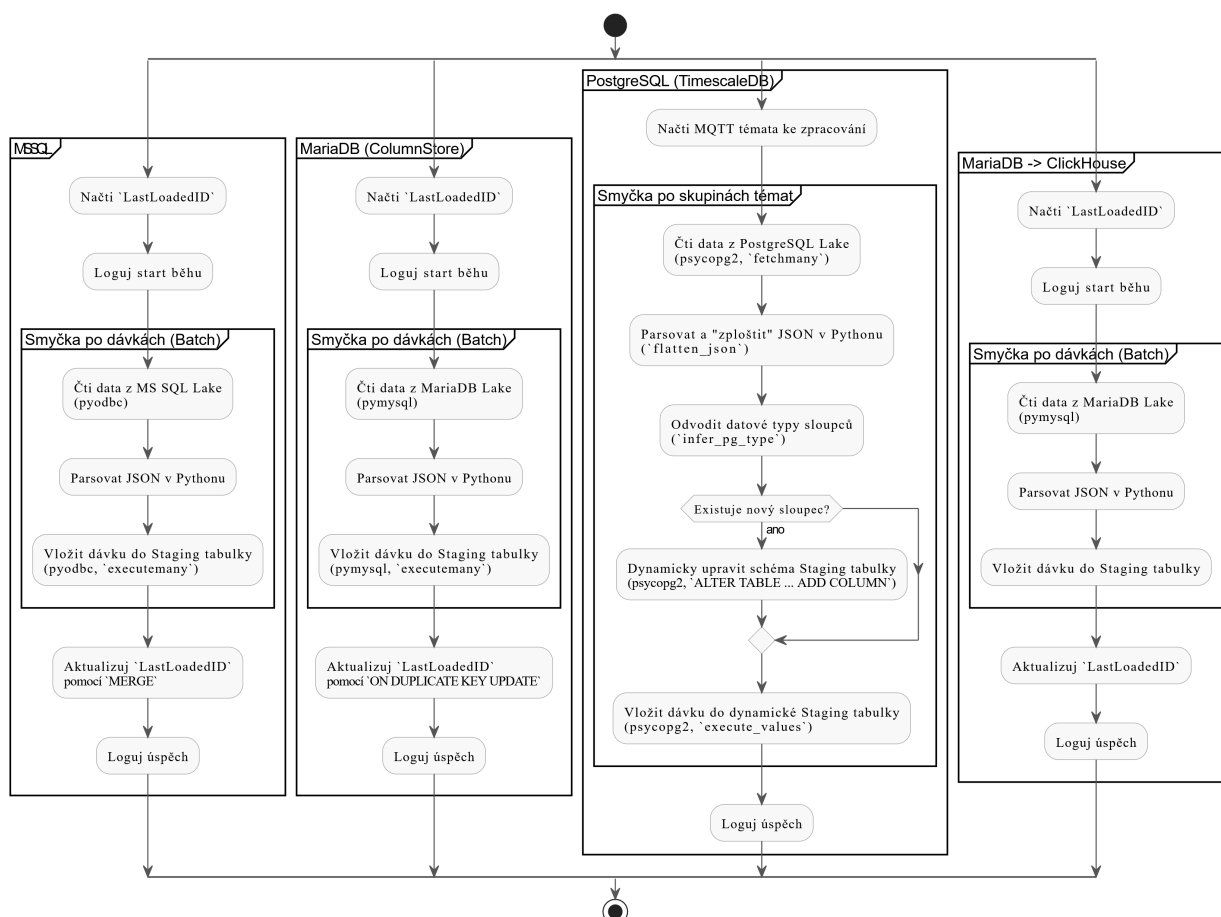 MSSQL
Načti `LastLoadedID`
Loguj start běhu
Smyčka po dávkách (Batch)
Čti data z MS SQL Lake
(pyodbc)
Parsovat JSON v Pythonu
Vložit dávku do Staging tabulky
(pyodbc, `executemany`)
Aktualizuj `LastLoadedID`
pomocí `MERGE`
Loguj úspěch
MariaDB (ColumnStore)
Načti `LastLoadedID`
Loguj start běhu
Smyčka po dávkách (Batch)
Čti data z MariaDB Lake
(pymysql)
Parsovat JSON v Pythonu
Vložit dávku do Staging tabulky
(pymysql, `executemany`)
Aktualizuj `LastLoadedID`
pomocí `ON DUPLICATE KEY UPDATE`
Loguj úspěch
PostgreSQL (TimescaleDB)
Načti MQTT témata ke zpracování
Smyčka po skupinách témat
Čti data z PostgreSQL Lake
(psycopg2, `fetchmany`)
Parsovat a "zploštit" JSON v Pythonu
(`flatten_json`)
Odvodit datové typy sloupců
(`infer_pg_type`)
Existuje nový sloupec?
ano
Dynamicky upravit schéma Staging tabulky
(psycopg2, `ALTER TABLE ... ADD COLUMN`)
Vložit dávku do dynamické Staging tabulky
(psycopg2, `execute_values`)
Loguj úspěch
MariaDB -> ClickHouse
Načti `LastLoadedID`
Loguj start běhu
Smyčka po dávkách (Batch)
Čti data z MariaDB Lake
(pymysql)
Parsovat JSON v Pythonu
Vložit dávku do Staging tabulky
Aktualizuj `LastLoadedID`
Loguj úspěch